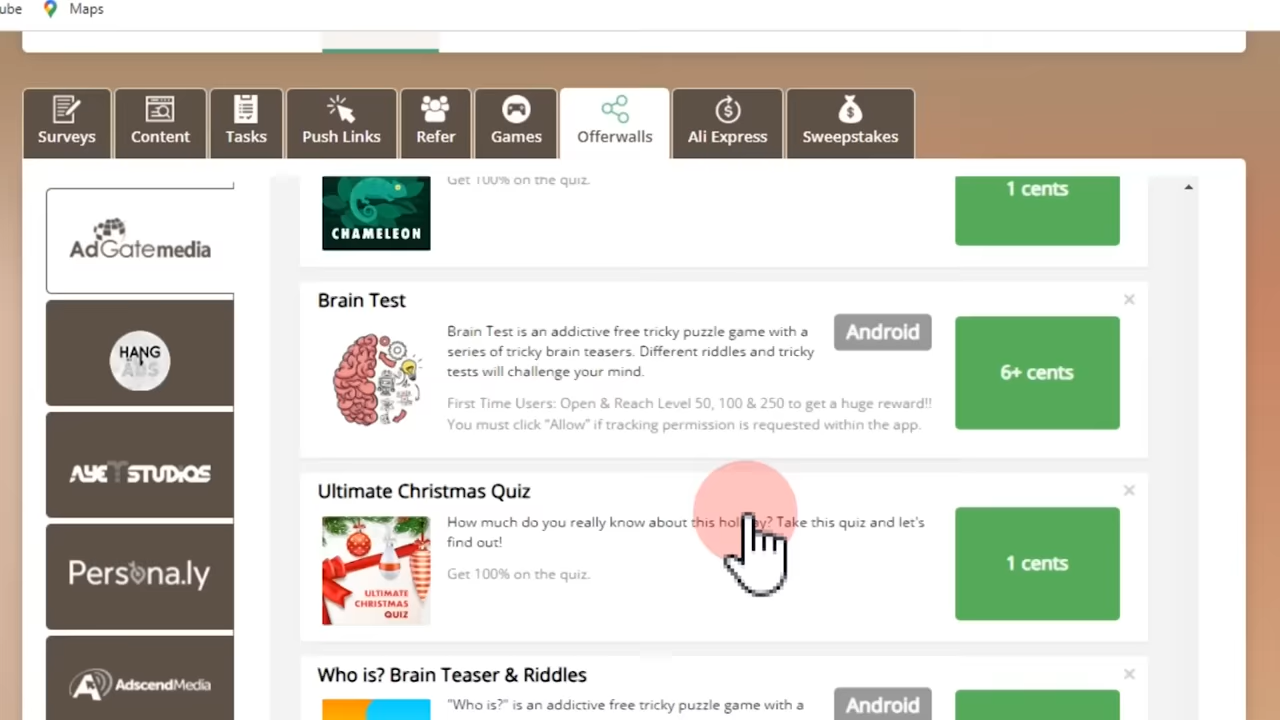 ube
Maps
Surveys
Content
Tasks
Push Links
Refer
Games
Offerwalls
Ali Express
Sweepstakes
AdGatemedia
HANG
ADS
AYETSTUDIOS
Persona.ly
AdscendMedia
Get 100% on the quiz.
CHAMELEON
1 cents
Brain Test
Brain Test is an addictive free tricky puzzle game with a
series of tricky brain teasers. Different riddles and tricky
tests will challenge your mind.
First Time Users: Open & Reach Level 50, 100 & 250 to get a huge reward!!
You must click "Allow" if tracking permission is requested within the app.
Android
6+ cents
Ultimate Christmas Quiz
How much do you really know about this holiday? Take this quiz and let's
find out!
Get 100% on the quiz.
ULTIMATE
CHRISTMAS
QUIZ
1 cents
Who is? Brain Teaser & Riddles
"Who is?" is an addictive free tricky puzzle game with a
Android